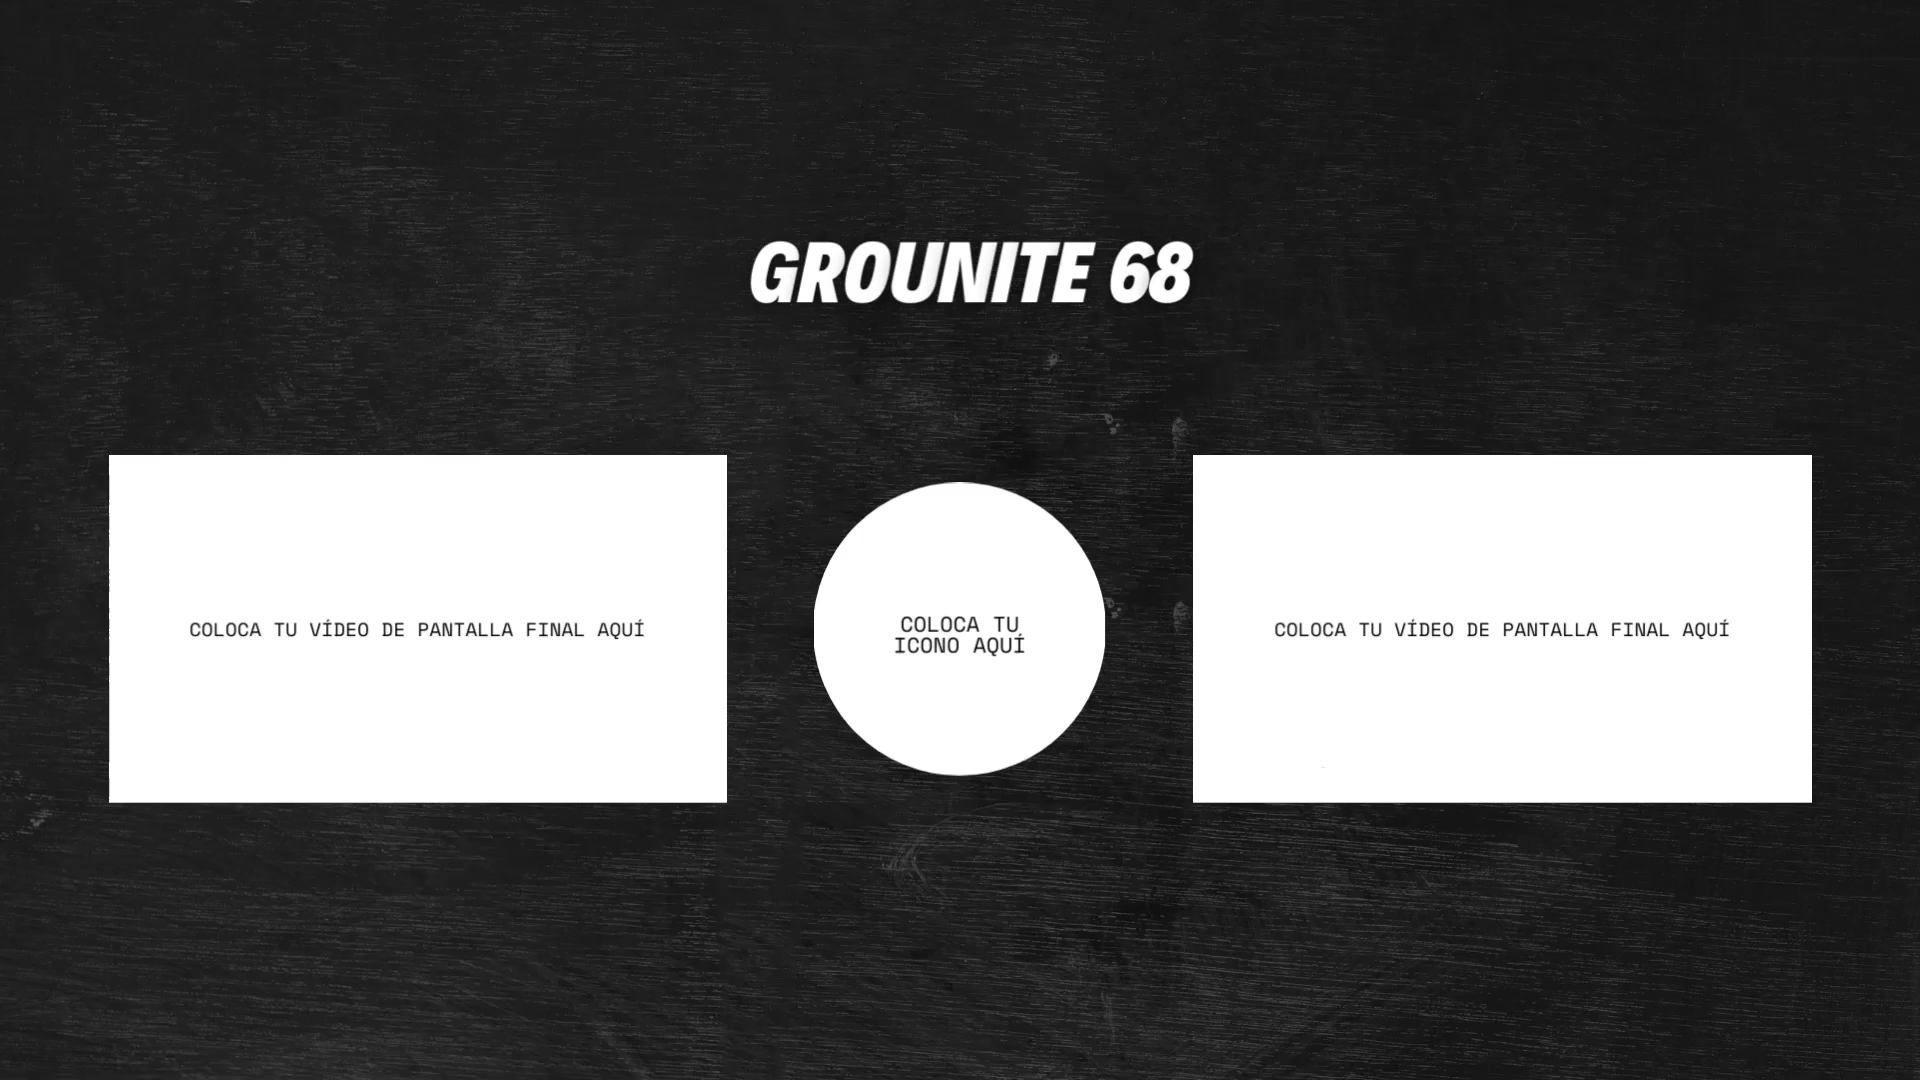 GROUNITE 68
COLOCA TU VÍDEO DE PANTALLA FINAL AQUÍ
COLOCA TU
ICONO AQUÍ
COLOCA TU VÍDEO DE PANTALLA FINAL AQUÍ